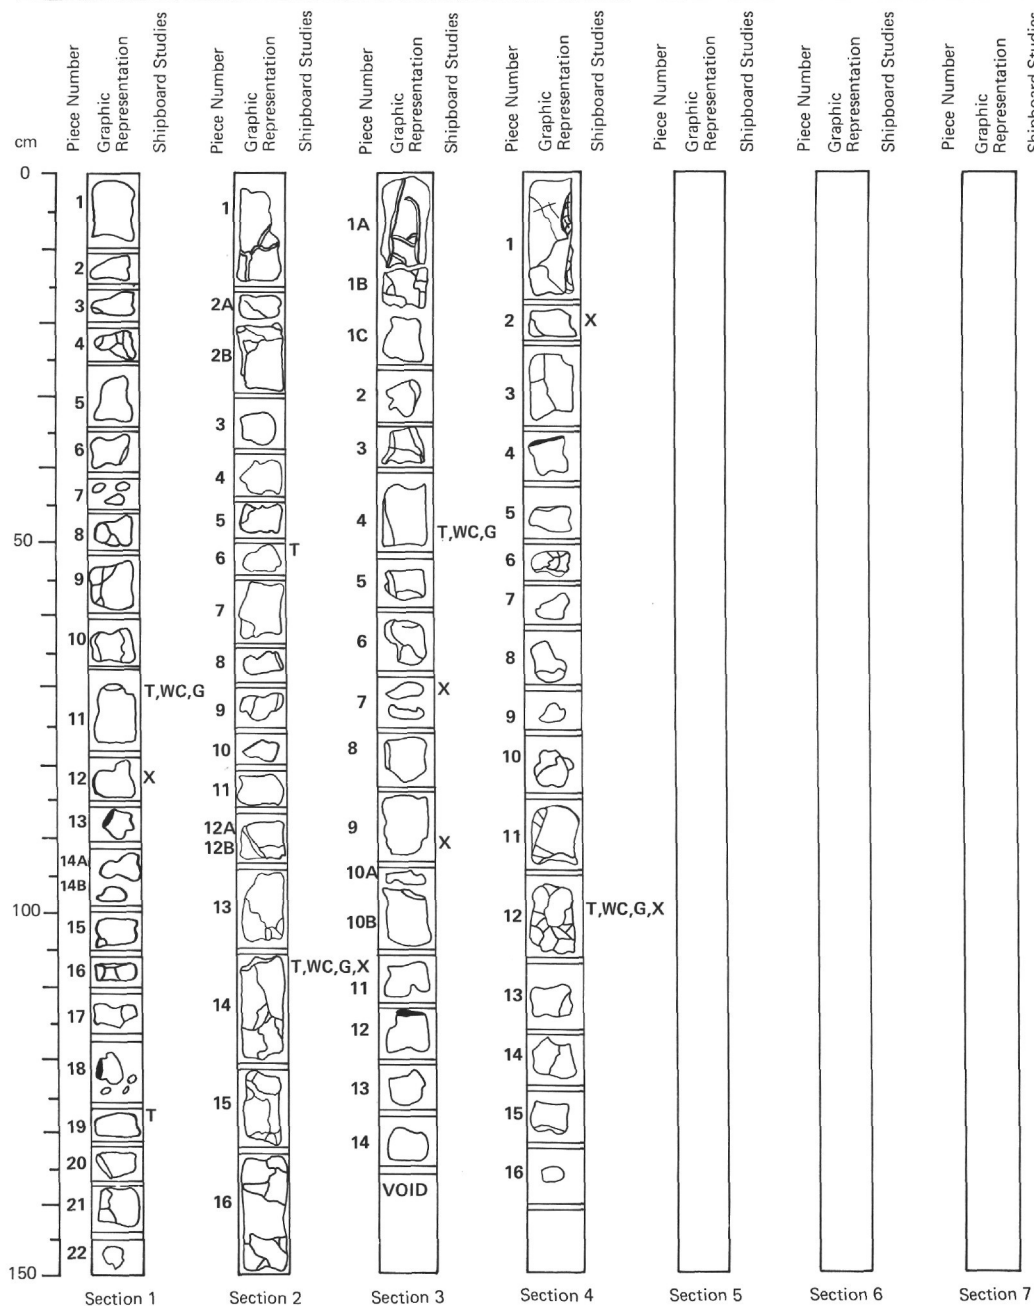 cm
0
50
100
150
Piece Number
Graphic
Representation
Shipboard Studies
1
2
3
4
5
6
7
8
9
10
T,WC,G
11
12
X
13
14A
14B
15
16
17
18
T
19
20
21
22
Section 1
Piece Number
Graphic
Representation
Shipboard Studies
1
2A
2B
3
4
5
T
6
7
8
9
10
11
12A
12B
13
T,WC,G,X
14
15
16
Section 2
Piece Number
Graphic
Representation
Shipboard Studies
1A
1B
1C
2
3
4
T,WC,G
5
6
X
7
8
9
X
10A
10B
11
12
13
14
VOID
Section 3
Piece Number
Graphic
Representation
Shipboard Studies
1
2
X
3
4
5
6
7
8
9
10
11
12
T,WC,G,X
13
14
15
16
Section 4
Piece Number
Graphic
Representation
Shipboard Studies
Section 5
Piece Number
Graphic
Representation
Shipboard Studies
Section 6
Piece Number
Graphic
Representation
Shipboard Studies
Section 7